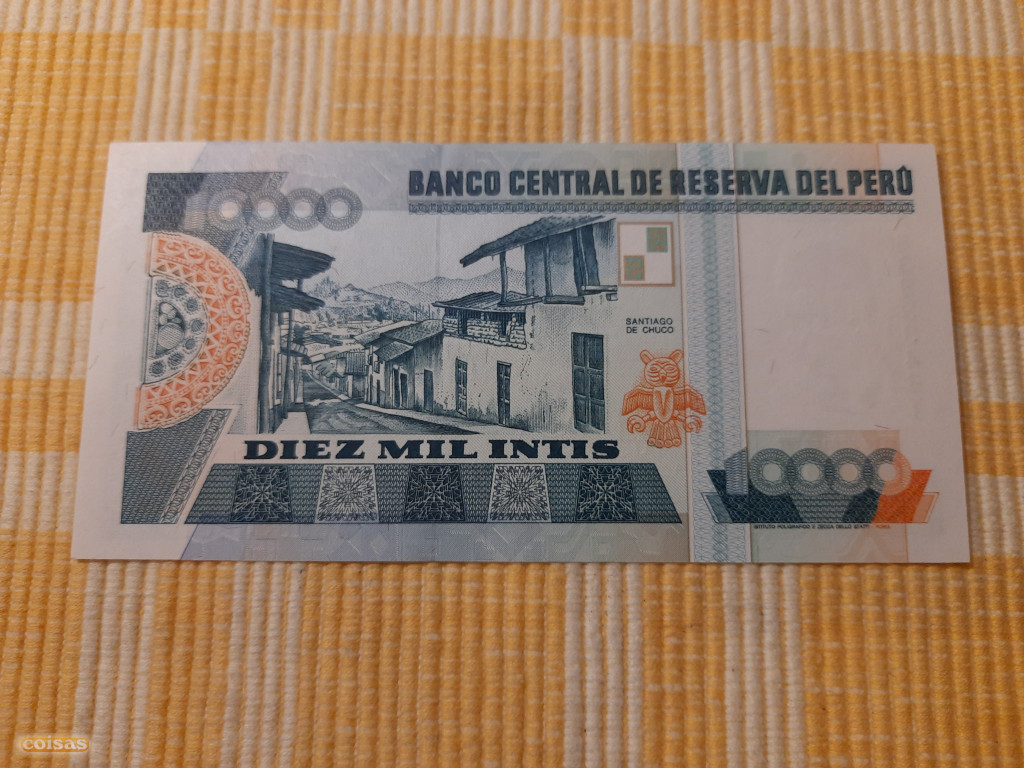 BANCO CENTRAL DE RESERVA DEL PERÚ
10000
SANTIAGO
DE CHUCO
DIEZ MIL INTIS
10000
coisas